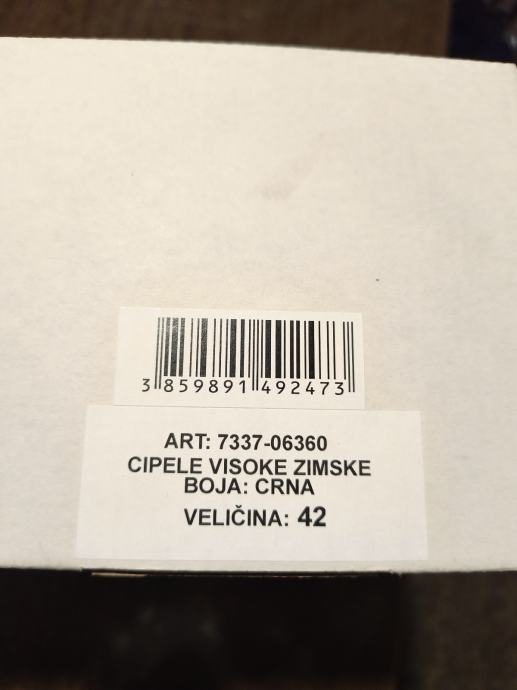 3 859891 492473
ART: 7337-06360
CIPELE VISOKE ZIMSKE
BOJA: CRNA
VELIČINA: 42